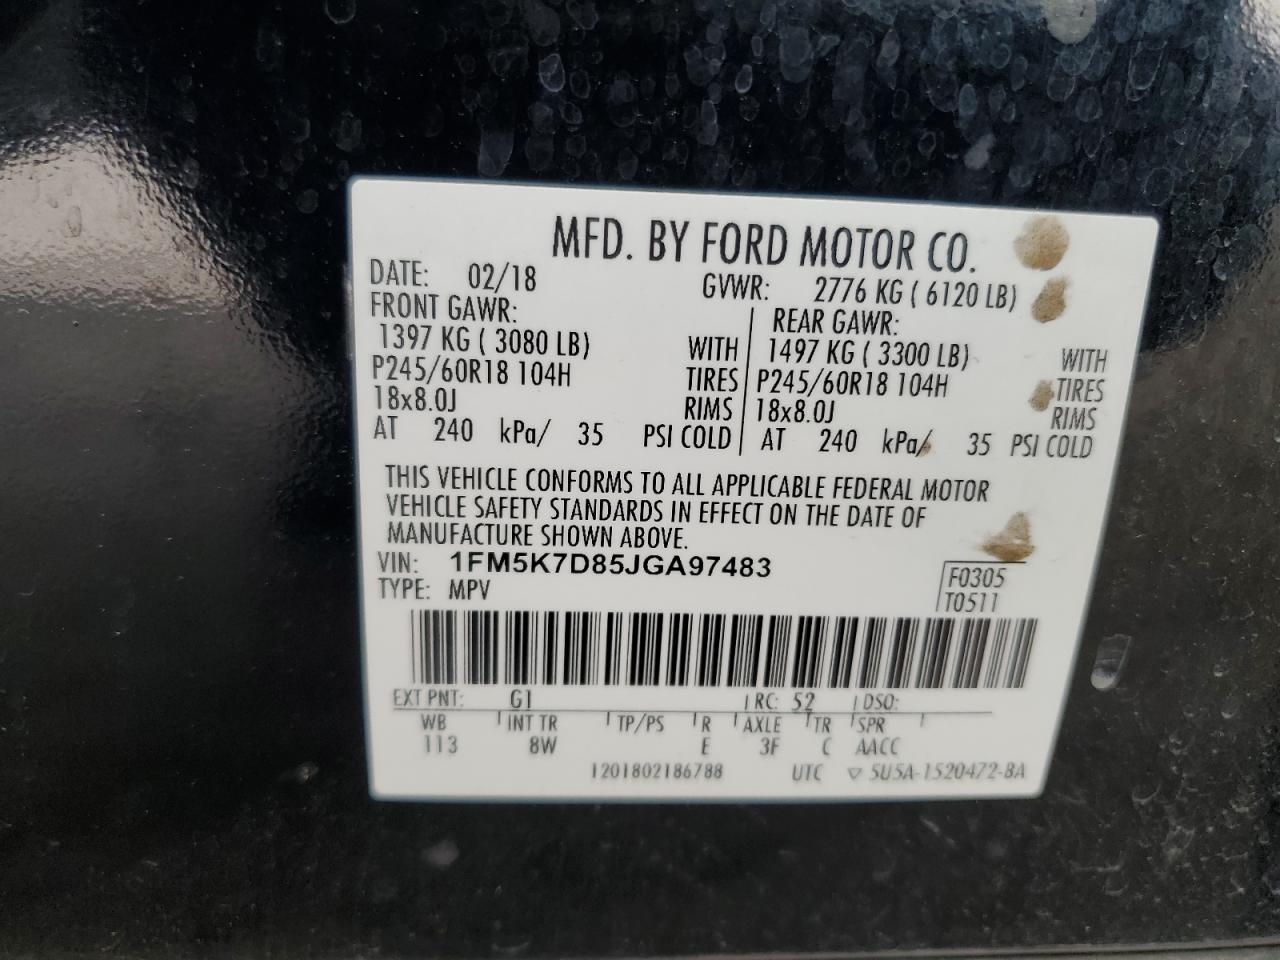 MFD. BY FORD MOTOR CO.
DATE: 02/18 GVWR: 2776 KG ( 6120 LB)
FRONT GAWR: REAR GAWR:
1397 KG ( 3080 LB) WITH 1497 KG ( 3300 LB) WITH
P245/60R18 104H TIRES P245/60R18 104H TIRES
18x8.0J RIMS 18x8.0J RIMS
AT 240 kPa/ 35 PSI COLD AT 240 kPa/ 35 PSI COLD
THIS VEHICLE CONFORMS TO ALL APPLICABLE FEDERAL MOTOR
VEHICLE SAFETY STANDARDS IN EFFECT ON THE DATE OF
MANUFACTURE SHOWN ABOVE.
VIN: 1FM5K7D85JGA97483
TYPE: MPV
F0305
T0511
EXT PNT: G1 RC: 52 DSO:
WB INT TR TP/PS R AXLE TR SPR
113 8W E 3F C AACC
1201802186788 UTC ▽ 5U5A-1520472-BA